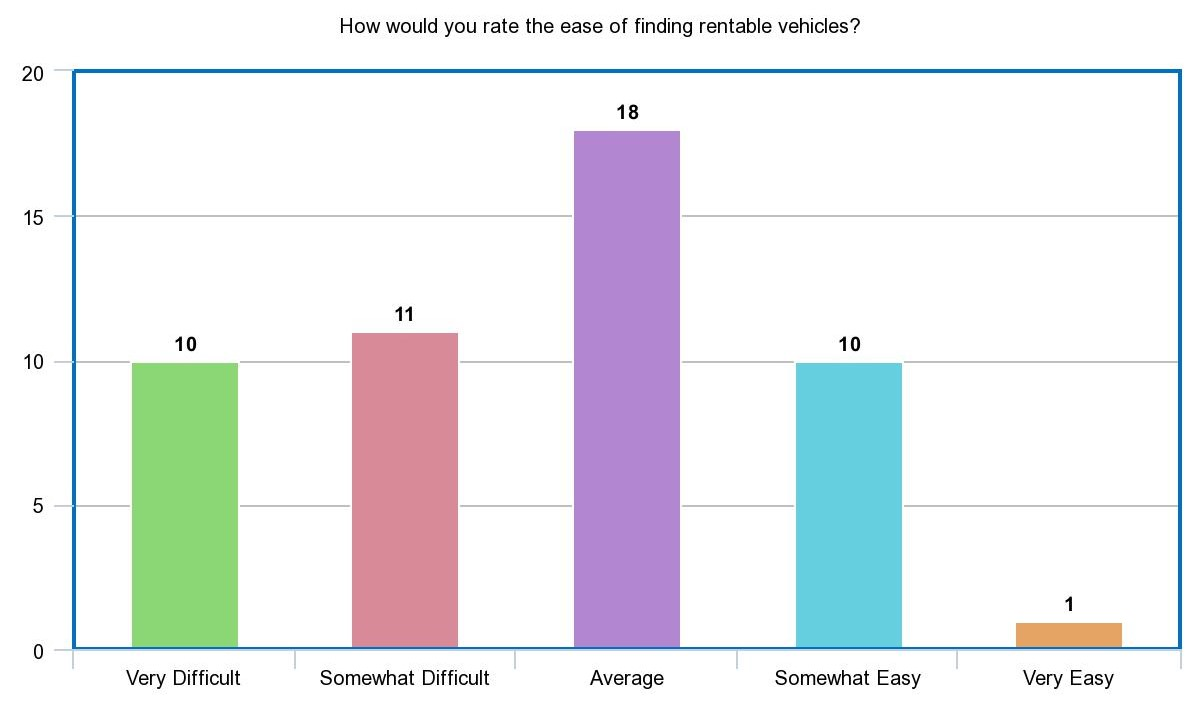 How would you rate the ease of finding rentable vehicles?
20
18
15
11
10
10
10
5
1
0
Very Difficult
Somewhat Difficult
Average
Somewhat Easy
Very Easy